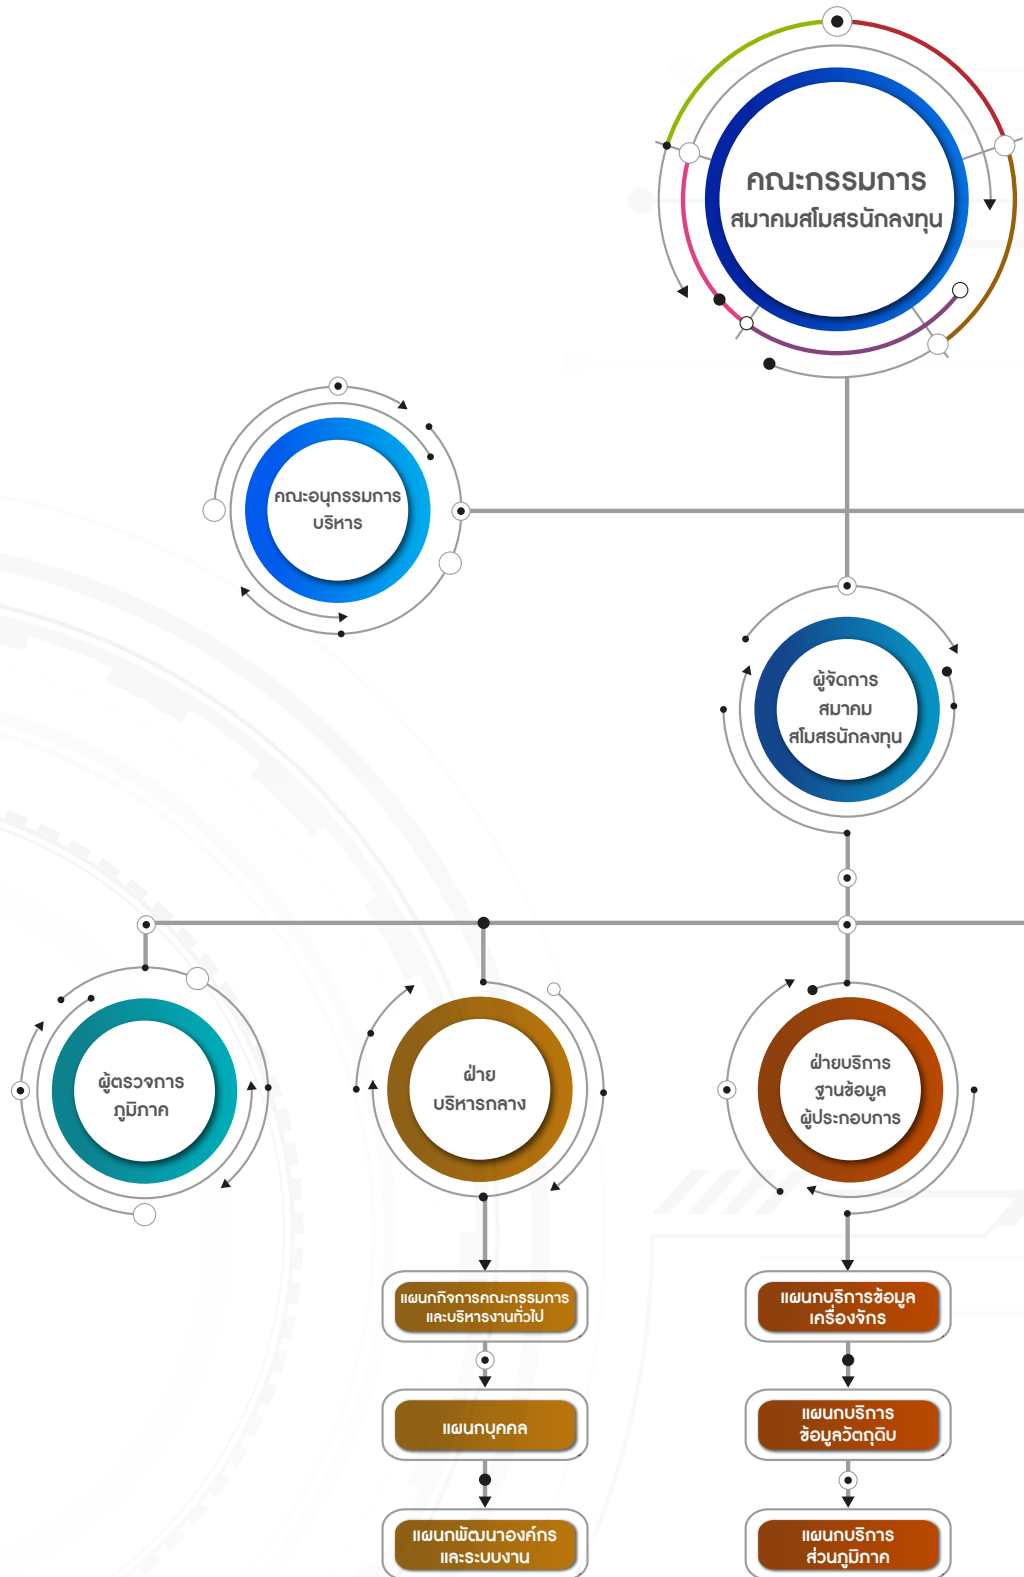 คณะกรรมการ
สมาคมสโมสรนักลงทุน
คณะอนุกรรมการ
บริหาร
ผู้จัดการ
สมาคม
สโมสรนักลงทุน
ผู้ตรวจการ
ภูมิภาค
ฝ่าย
บริหารกลาง
ฝ่ายบริการ
ฐานข้อมูล
ผู้ประกอบการ
แผนกกิจการคณะกรรมการ
และบริหารงานทั่วไป
แผนกบุคคล
แผนกพัฒนาองค์กร
และระบบงาน
แผนกบริการข้อมูล
เครื่องจักร
แผนกบริการ
ข้อมูลวัตถุดิบ
แผนกบริการ
ส่วนภูมิภาค